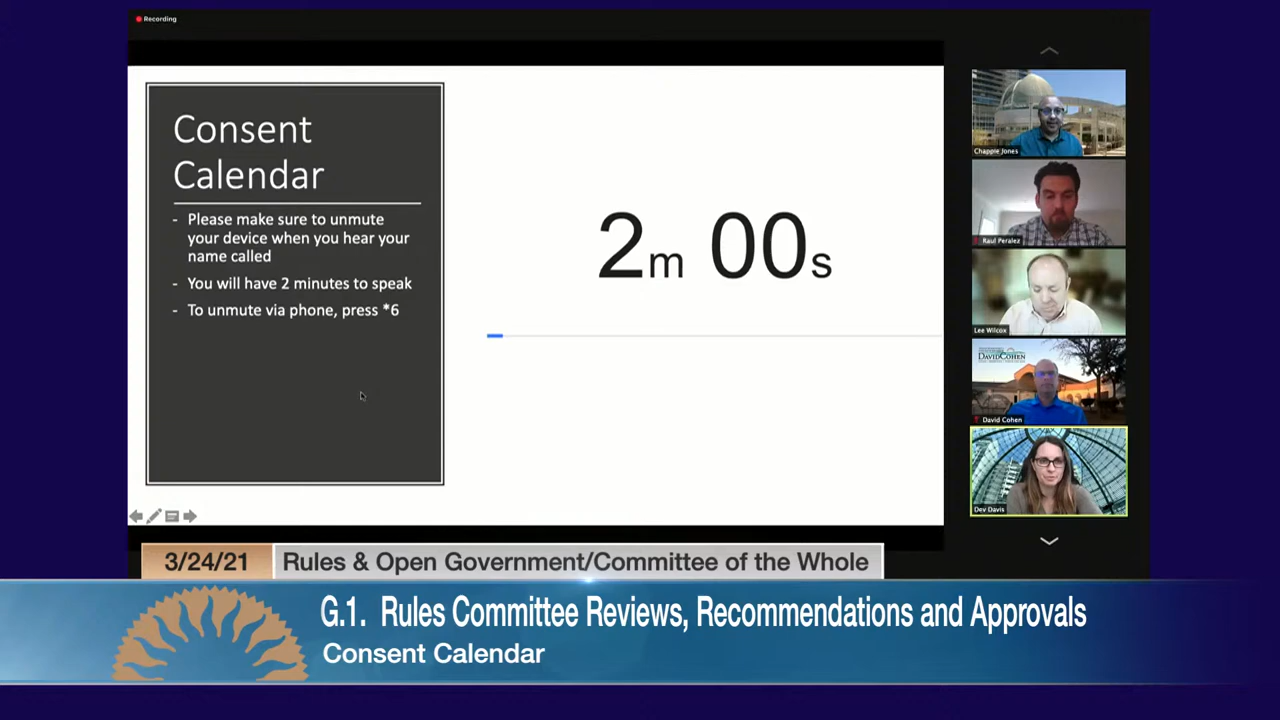 Recording
Consent
Calendar
- Please make sure to unmute
your device when you hear your
name called
- You will have 2 minutes to speak
- To unmute via phone, press *6
2m 00s
Chappie Jones
Raul Peralez
Lee Wilcox
DAVID COHEN
David Cohen
Dev Davis
3/24/21
Rules & Open Government/Committee of the Whole
G.1. Rules Committee Reviews, Recommendations and Approvals
Consent Calendar